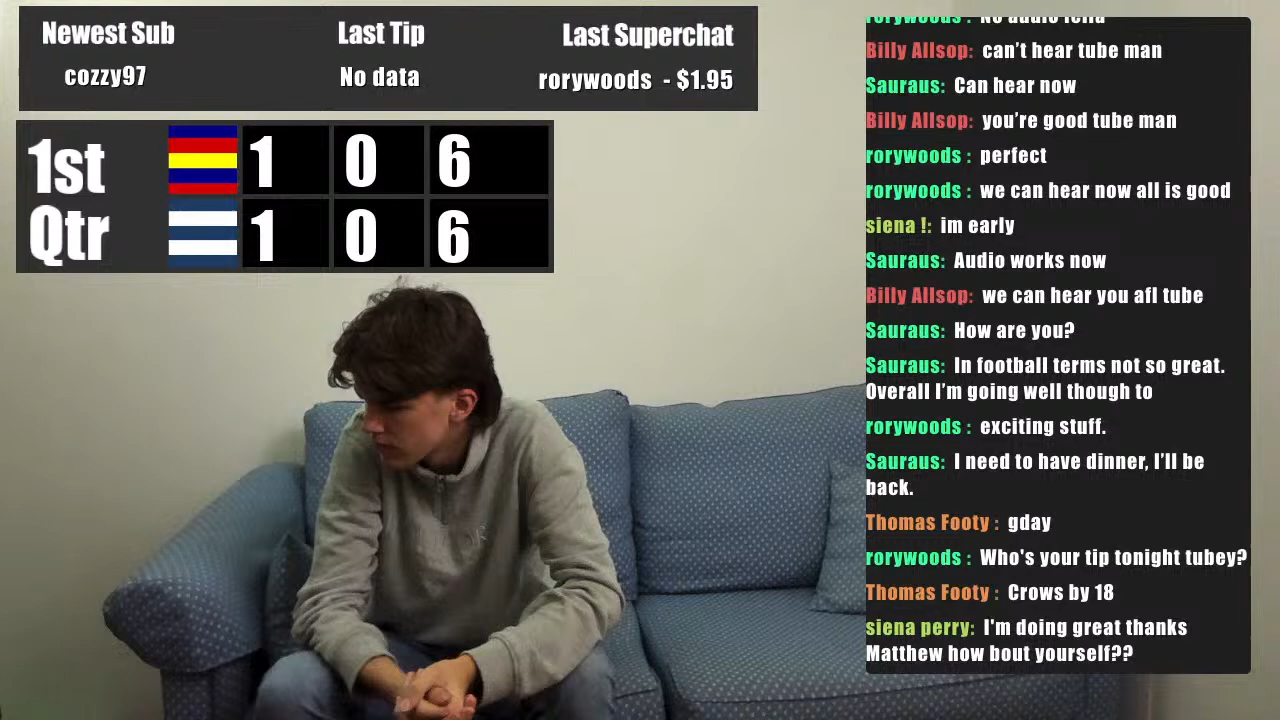 Newest Sub
Last Tip
Last Superchat
cozzy97
No data
rorywoods - $1.95
1st
Qtr
1 0 6
1 0 6
rorywoods : No audio fella
Billy Allsop: can't hear tube man
Sauraus: Can hear now
Billy Allsop: you're good tube man
rorywoods : perfect
rorywoods : we can hear now all is good
siena !: im early
Sauraus: Audio works now
Billy Allsop: we can hear you afl tube
Sauraus: How are you?
Sauraus: In football terms not so great.
Overall I'm going well though to
rorywoods : exciting stuff.
Sauraus: I need to have dinner, I'll be
back.
Thomas Footy : gday
rorywoods : Who's your tip tonight tubey?
Thomas Footy : Crows by 18
siena perry: I'm doing great thanks
Matthew how bout yourself??